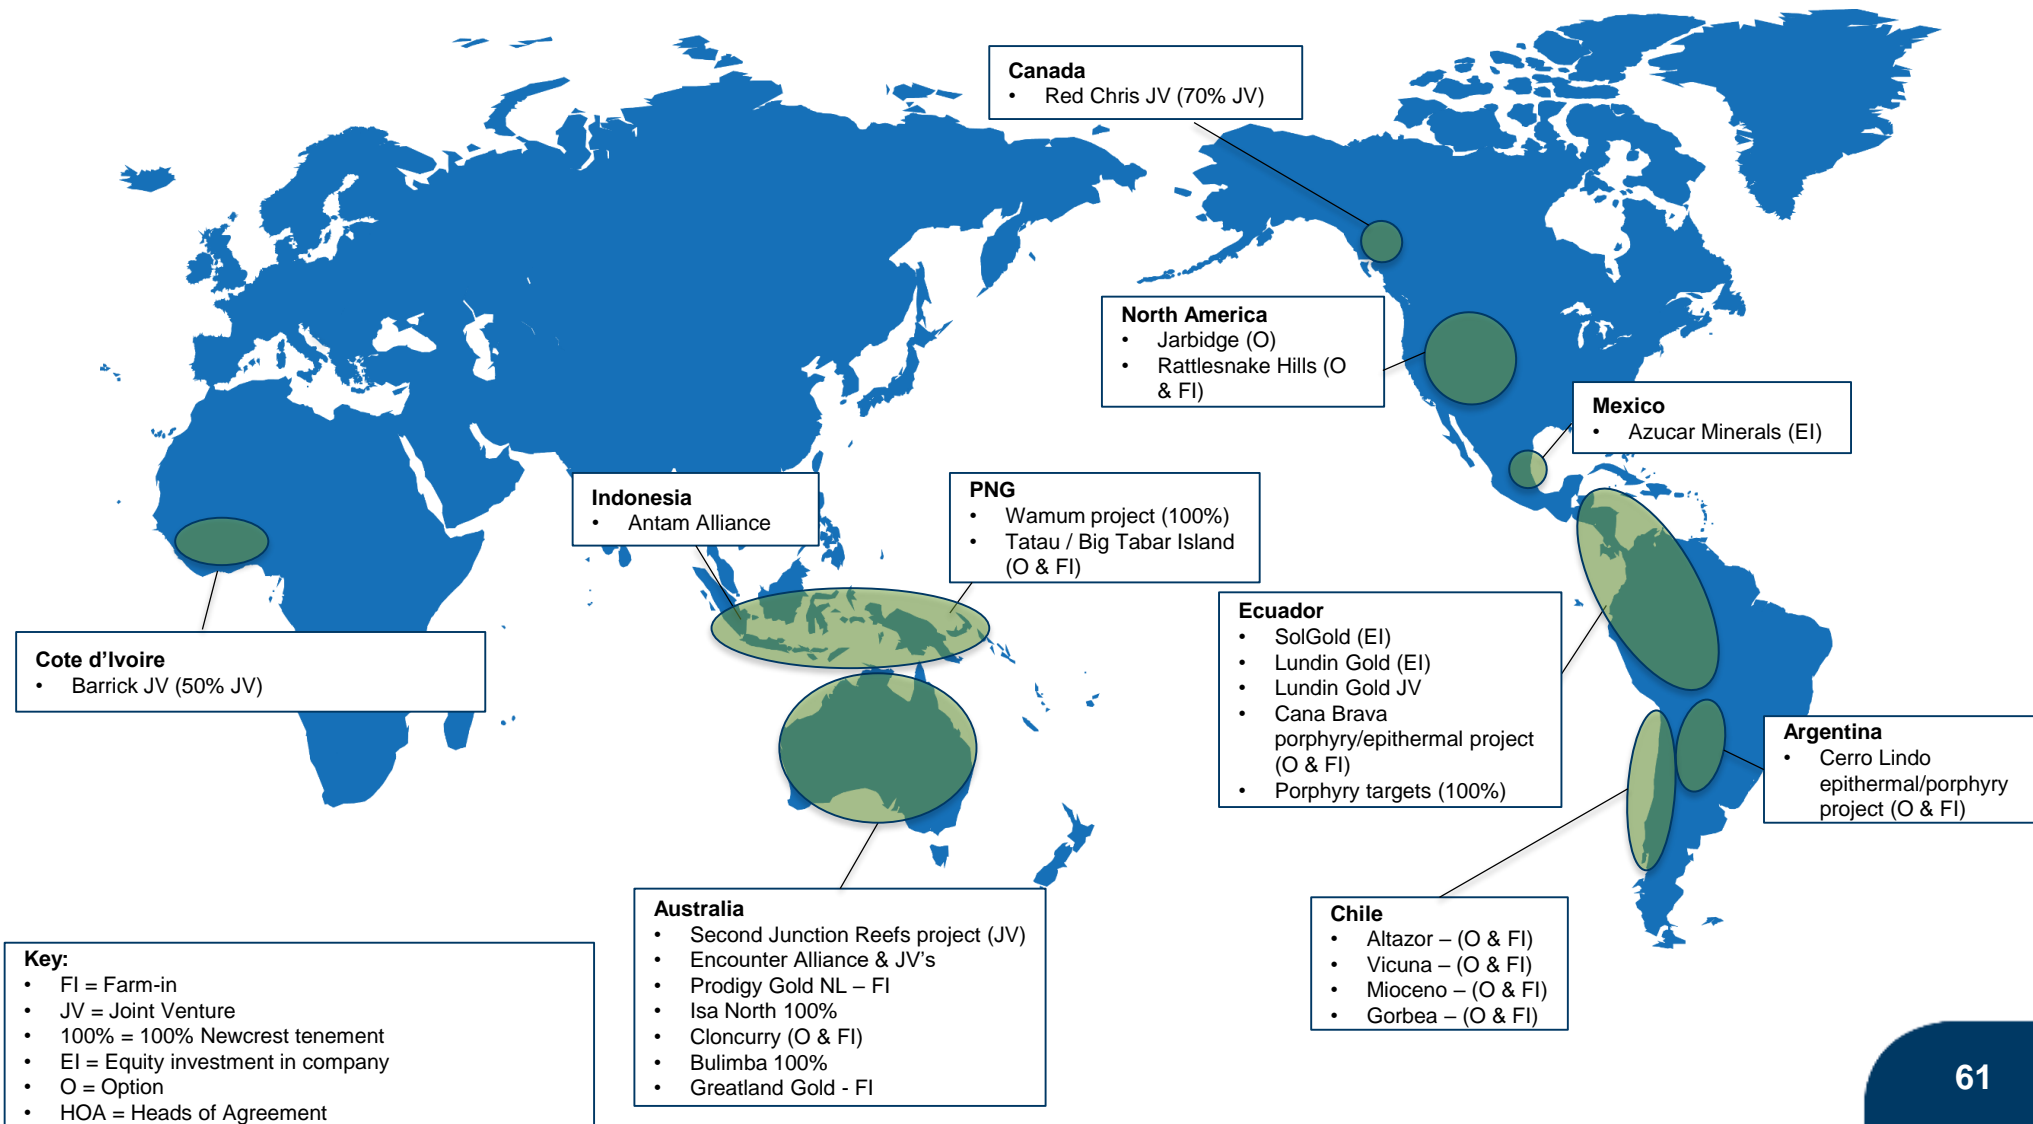 Canada
• Red Chris JV (70% JV)
North America
• Jarbidge (O)
• Rattlesnake Hills (O
& FI)
Mexico
• Azucar Minerals (EI)
Indonesia
• Antam Alliance
PNG
• Wamum project (100%)
• Tatau / Big Tabar Island
(O & FI)
Cote d’Ivoire
• Barrick JV (50% JV)
Ecuador
• SolGold (EI)
• Lundin Gold (EI)
• Lundin Gold JV
• Cana Brava
porphyry/epithermal project
(O & FI)
• Porphyry targets (100%)
Argentina
• Cerro Lindo
epithermal/porphyry
project (O & FI)
Australia
• Second Junction Reefs project (JV)
• Encounter Alliance & JV’s
• Prodigy Gold NL – FI
• Isa North 100%
• Cloncurry (O & FI)
• Bulimba 100%
• Greatland Gold - FI
Chile
• Altazor – (O & FI)
• Vicuna – (O & FI)
• Mioceno – (O & FI)
• Gorbea – (O & FI)
Key:
• FI = Farm-in
• JV = Joint Venture
• 100% = 100% Newcrest tenement
• EI = Equity investment in company
• O = Option
• HOA = Heads of Agreement
61